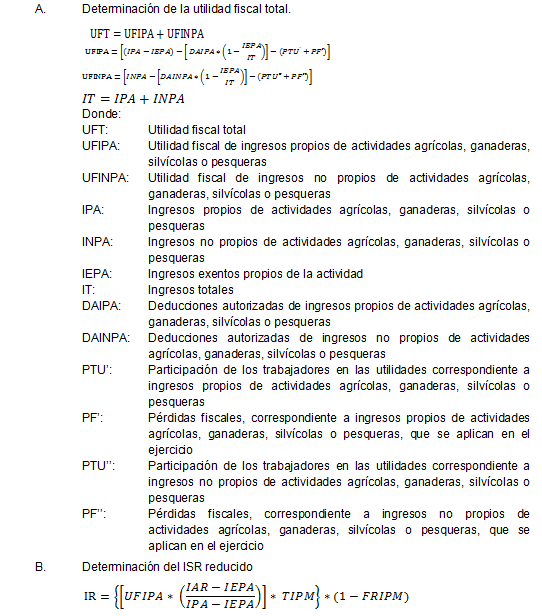 A. Determinación de la utilidad fiscal total.
UFT = UFIPA + UFINPA
UFIPA = [(IPA − IEPA) − [DAIPA * (1 − IEPA/IT)] − (PTU' + PF')]
UFINPA = [INPA − [DAINPA * (1 − IEPA/IT)] − (PTU'' + PF'')]
IT = IPA + INPA
Donde:
UFT: Utilidad fiscal total
UFIPA: Utilidad fiscal de ingresos propios de actividades agrícolas, ganaderas,
silvícolas o pesqueras
UFINPA: Utilidad fiscal de ingresos no propios de actividades agrícolas,
ganaderas, silvícolas o pesqueras
IPA: Ingresos propios de actividades agrícolas, ganaderas, silvícolas o
pesqueras
INPA: Ingresos no propios de actividades agrícolas, ganaderas, silvícolas o
pesqueras
IEPA: Ingresos exentos propios de la actividad
IT: Ingresos totales
DAIPA: Deducciones autorizadas de ingresos propios de actividades agrícolas,
ganaderas, silvícolas o pesqueras
DAINPA: Deducciones autorizadas de ingresos no propios de actividades
agrícolas, ganaderas, silvícolas o pesqueras
PTU': Participación de los trabajadores en las utilidades correspondiente a
ingresos propios de actividades agrícolas, ganaderas, silvícolas o
pesqueras
PF': Pérdidas fiscales, correspondiente a ingresos propios de actividades
agrícolas, ganaderas, silvícolas o pesqueras, que se aplican en el
ejercicio
PTU'': Participación de los trabajadores en las utilidades correspondiente a
ingresos no propios de actividades agrícolas, ganaderas, silvícolas o
pesqueras
PF'': Pérdidas fiscales, correspondiente a ingresos no propios de
actividades agrícolas, ganaderas, silvícolas o pesqueras, que se
aplican en el ejercicio
B. Determinación del ISR reducido
IR = {[UFIPA * (IAR − IEPA / IPA − IEPA)] * TIPM} * (1 − FRIPM)